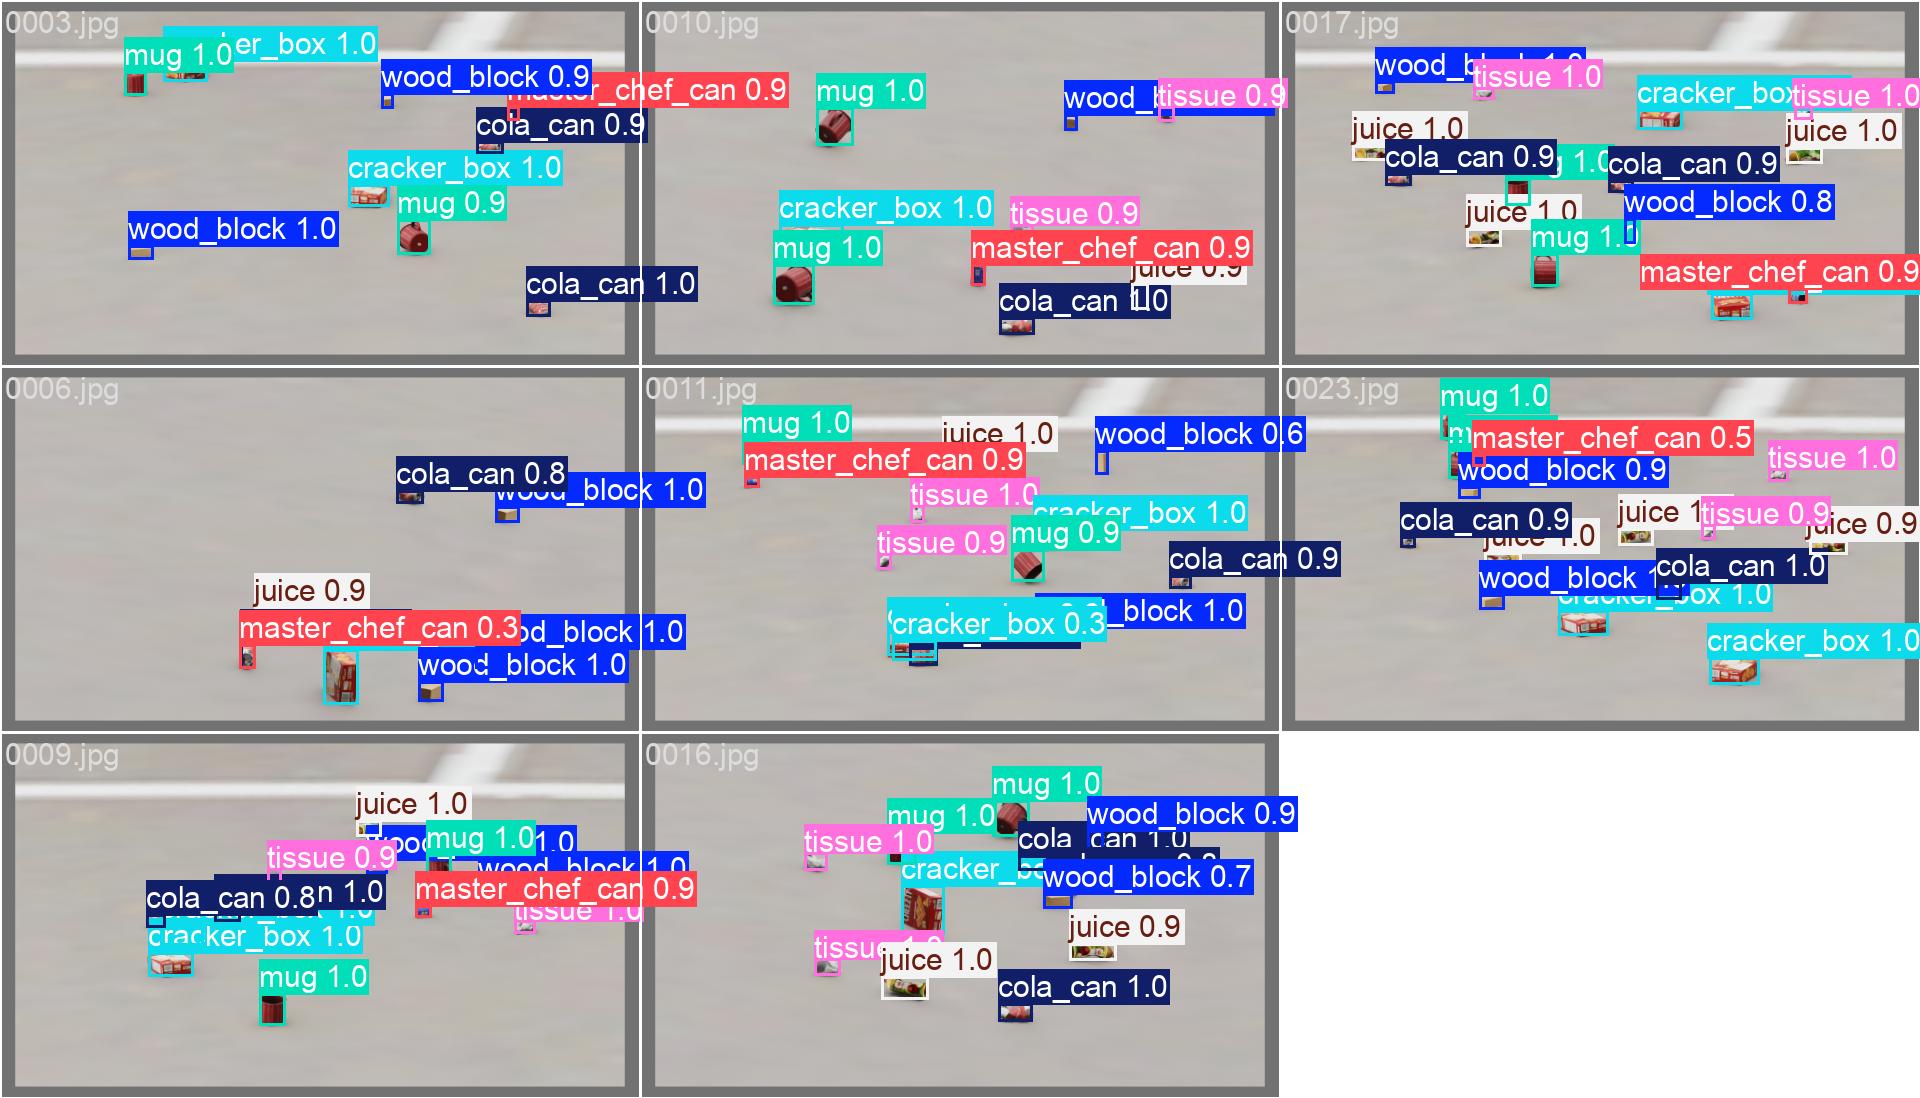 0003.jpg
cker_box 1.0
mug 1.0
wood_block 0.9
master_chef_can 0.9
cola_can 0.9
cracker_box 1.0
mug 0.9
wood_block 1.0
cola_can 1.0
0010.jpg
mug 1.0
wood_b
tissue 0.9
cracker_box 1.0
tissue 0.9
mug 1.0
master_chef_can 0.9
juice 0.9
cola_can 1.0
0017.jpg
wood_block 1.0
tissue 1.0
cracker_box
tissue 1.0
juice 1.0
juice 1.0
cola_can 0.9
g 1.0
cola_can 0.9
juice 1.0
wood_block 0.8
mug 1.0
master_chef_can 0.9
0006.jpg
cola_can 0.8
wood_block 1.0
juice 0.9
master_chef_can 0.3
od_block 1.0
wood_block 1.0
0011.jpg
mug 1.0
juice 1.0
wood_block 0.6
master_chef_can 0.9
tissue 1.0
cracker_box 1.0
mug 0.9
tissue 0.9
cola_can 0.9
_block 1.0
cracker_box 0.3
0023.jpg
mug 1.0
master_chef_can 0.5
tissue 1.0
wood_block 0.9
cola_can 0.9
juice 1
tissue 0.9
juice 0.9
juice 1.0
cola_can 1.0
wood_block 1.0
cracker_box 1.0
cracker_box 1.0
0009.jpg
juice 1.0
mug 1.0
1.0
tissue 0.9
wood_block 1.0
cola_can 0.8
n 1.0
master_chef_can 0.9
tissue 1.0
cracker_box 1.0
mug 1.0
0016.jpg
mug 1.0
mug 1.0
wood_block 0.9
tissue 1.0
cola_can 1.0
cracker_bo
wood_block 0.7
juice 0.9
tissue 1.0
juice 1.0
cola_can 1.0